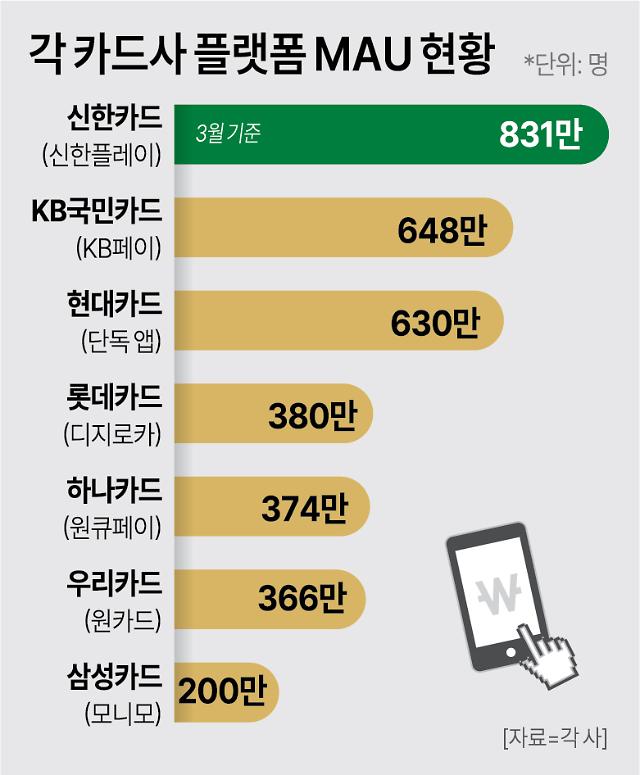 각 카드사 플랫폼 MAU 현황 *단위: 명
신한카드
(신한플레이)
3월 기준
831만
KB국민카드
(KB페이)
648만
현대카드
(단독 앱)
630만
롯데카드
(디지로카)
380만
하나카드
(원큐페이)
374만
우리카드
(원카드)
366만
삼성카드
(모니모)
200만
₩
[자료=각 사]